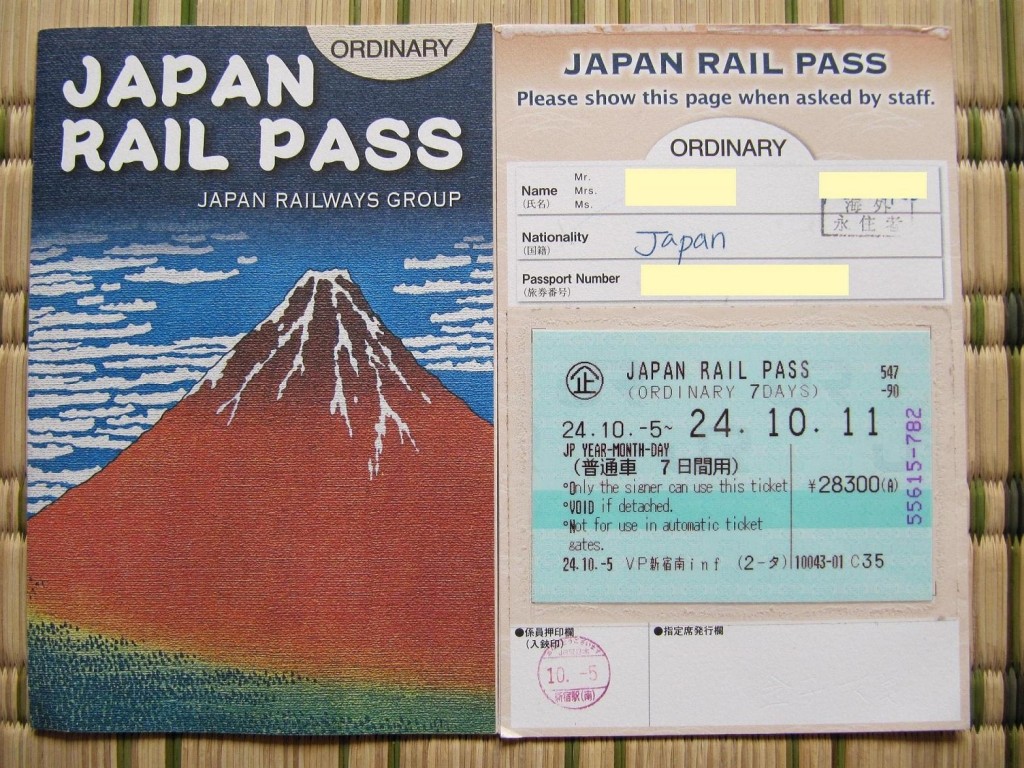 ORDINARY
JAPAN
RAIL PASS
JAPAN RAILWAYS GROUP
JAPAN RAIL PASS
Please show this page when asked by staff.
ORDINARY
Name
(氏名)
Mr.
Mrs.
Ms.
海外
永住者
Nationality
(国籍)
Japan
Passport Number
(旅券番号)
企 JAPAN RAIL PASS 547
(ORDINARY 7DAYS) -90
24.10.-5~ 24.10.11
JP YEAR-MONTH-DAY
(普通車 7日間用)
°Only the signer can use this ticket ¥28300(A)
°VOID if detached.
°Not for use in automatic ticket
gates.
24.10.-5 VP新宿南inf (2-タ) 10043-01 C35
55615-782
●係員押印欄
(入鋏印)
●指定席発行欄
10.-5
新宿駅(南)